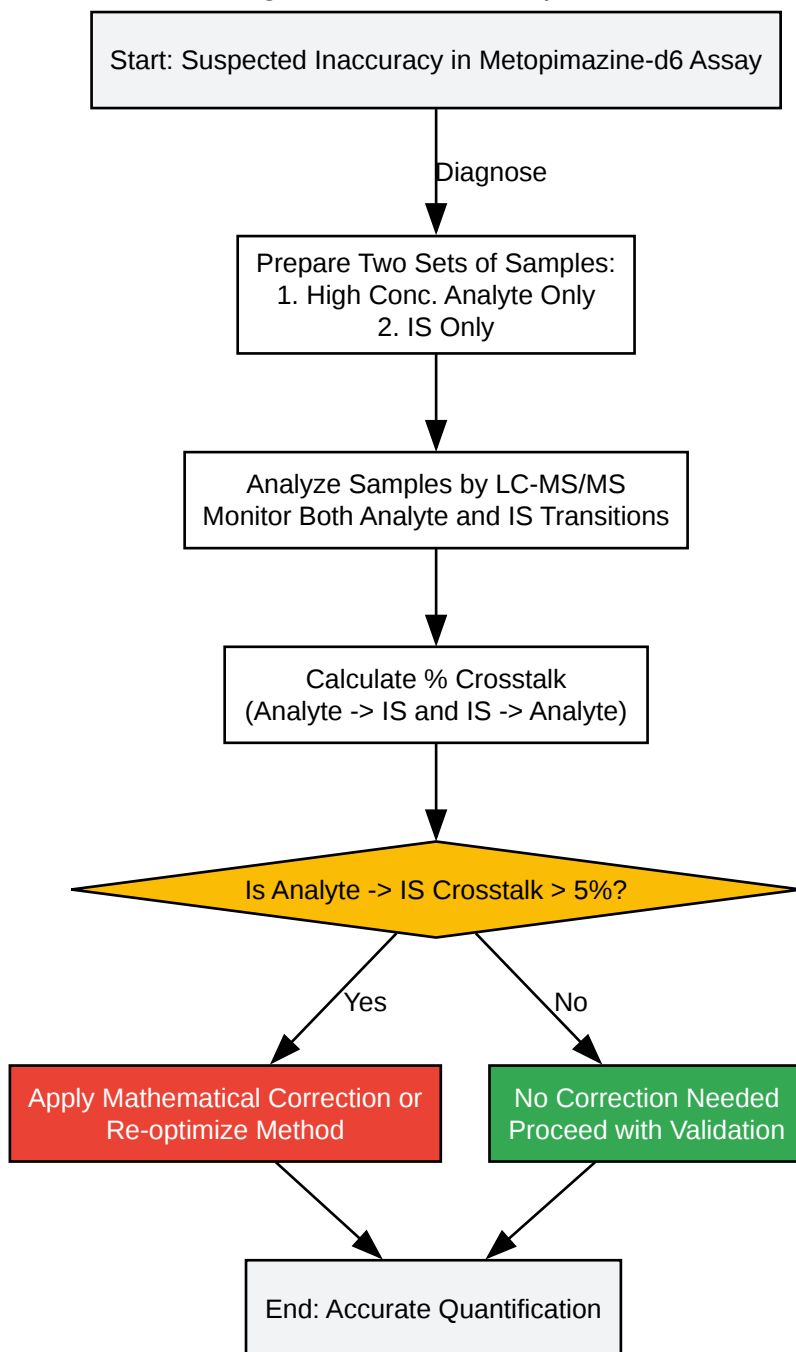 Start: Suspected Inaccuracy in Metopimazine-d6 Assay
Diagnose
Prepare Two Sets of Samples:
1. High Conc. Analyte Only
2. IS Only
Analyze Samples by LC-MS/MS
Monitor Both Analyte and IS Transitions
Calculate % Crosstalk
(Analyte -> IS and IS -> Analyte)
Is Analyte -> IS Crosstalk > 5%?
Yes
No
Apply Mathematical Correction or
Re-optimize Method
No Correction Needed
Proceed with Validation
End: Accurate Quantification